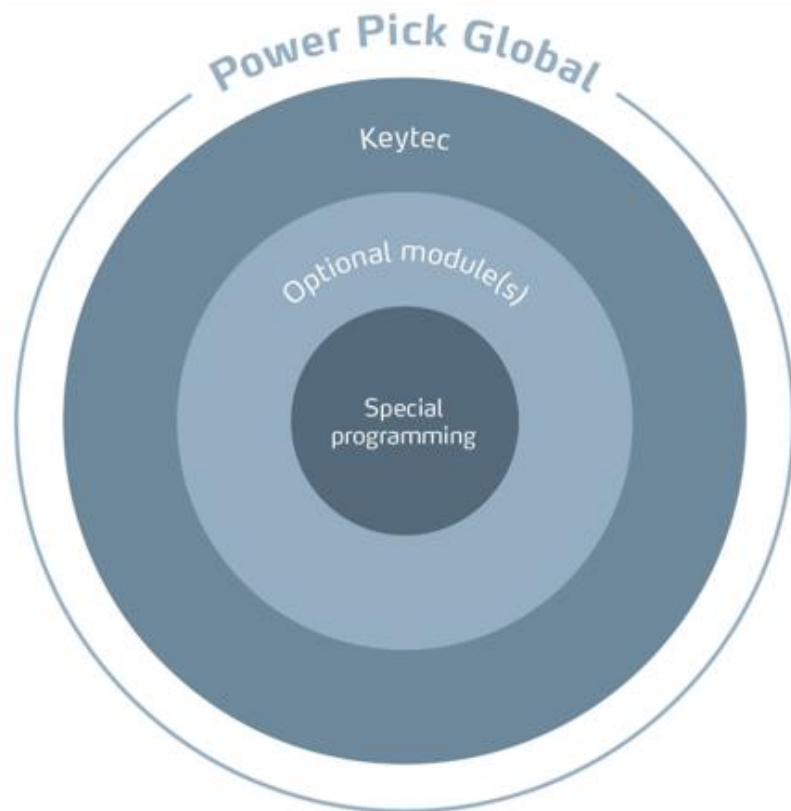 Power Pick Global
Keytec
Optional module(s)
Special
programming